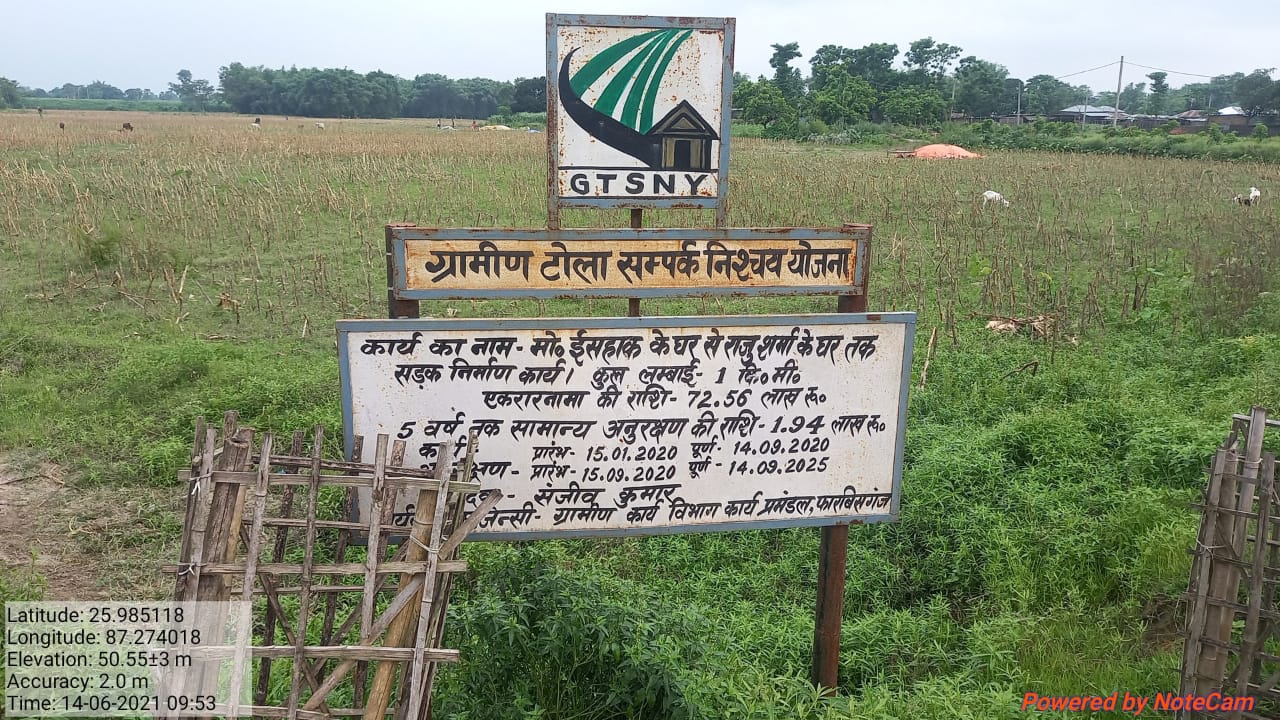 GTSNY
ग्रामीण टोला सम्पर्क निश्चय योजना
कार्य का नाम- मो० ईसहाक के घर से राजु शर्मा के घर तक
सड़क निर्माण कार्य। कुल लम्बाई- 1 कि०मी०
एकरारनामा की राशि- 72.56 लाख रू०
5 वर्ष तक सामान्य अनुरक्षण की राशि- 1.94 लाख रू०
प्रारंभ- 15.01.2020 पूर्ण- 14.09.2020
प्रारंभ- 15.09.2020 पूर्ण- 14.09.2025
संजीव कुमार
ग्रामीण कार्य विभाग कार्य प्रमंडल, फारबिसगंज
Latitude: 25.985118
Longitude: 87.274018
Elevation: 50.55±3 m
Accuracy: 2.0 m
Time: 14-06-2021 09:53
Powered by NoteCam